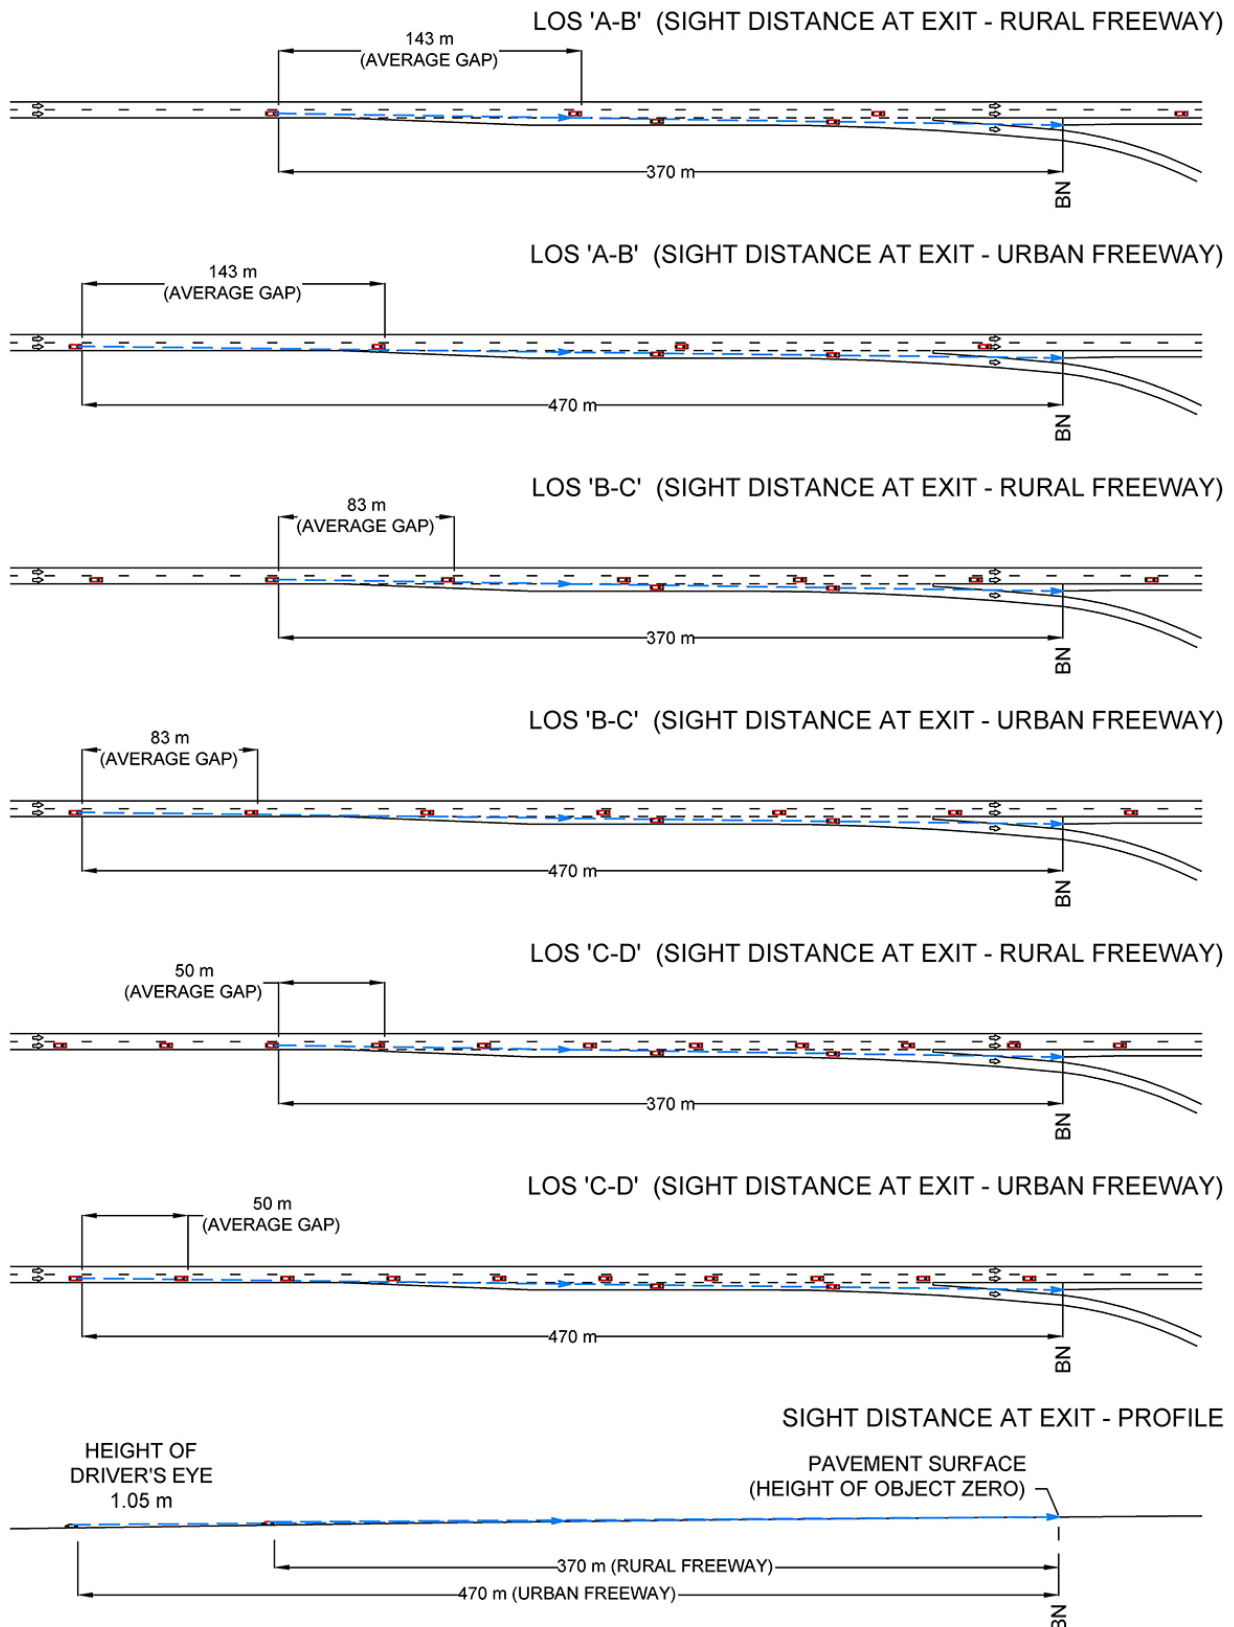 LOS 'A-B' (SIGHT DISTANCE AT EXIT - RURAL FREEWAY)
143 m
(AVERAGE GAP)
370 m
BN
LOS 'A-B' (SIGHT DISTANCE AT EXIT - URBAN FREEWAY)
143 m
(AVERAGE GAP)
470 m
BN
LOS 'B-C' (SIGHT DISTANCE AT EXIT - RURAL FREEWAY)
83 m
(AVERAGE GAP)
370 m
BN
LOS 'B-C' (SIGHT DISTANCE AT EXIT - URBAN FREEWAY)
83 m
(AVERAGE GAP)
470 m
BN
LOS 'C-D' (SIGHT DISTANCE AT EXIT - RURAL FREEWAY)
50 m
(AVERAGE GAP)
370 m
BN
LOS 'C-D' (SIGHT DISTANCE AT EXIT - URBAN FREEWAY)
50 m
(AVERAGE GAP)
470 m
BN
SIGHT DISTANCE AT EXIT - PROFILE
HEIGHT OF
DRIVER'S EYE
1.05 m
PAVEMENT SURFACE
(HEIGHT OF OBJECT ZERO)
370 m (RURAL FREEWAY)
470 m (URBAN FREEWAY)
BN